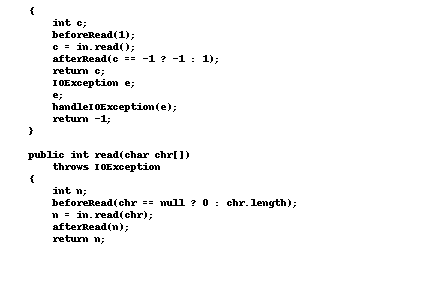 {
    int c;
    beforeRead(1);
    c = in.read();
    afterRead(c == -1 ? -1 : 1);
    return c;
    IOException e;
    e;
    handleIOException(e);
    return -1;
}

public int read(char chr[])
    throws IOException
{
    int n;
    beforeRead(chr == null ? 0 : chr.length);
    n = in.read(chr);
    afterRead(n);
    return n;